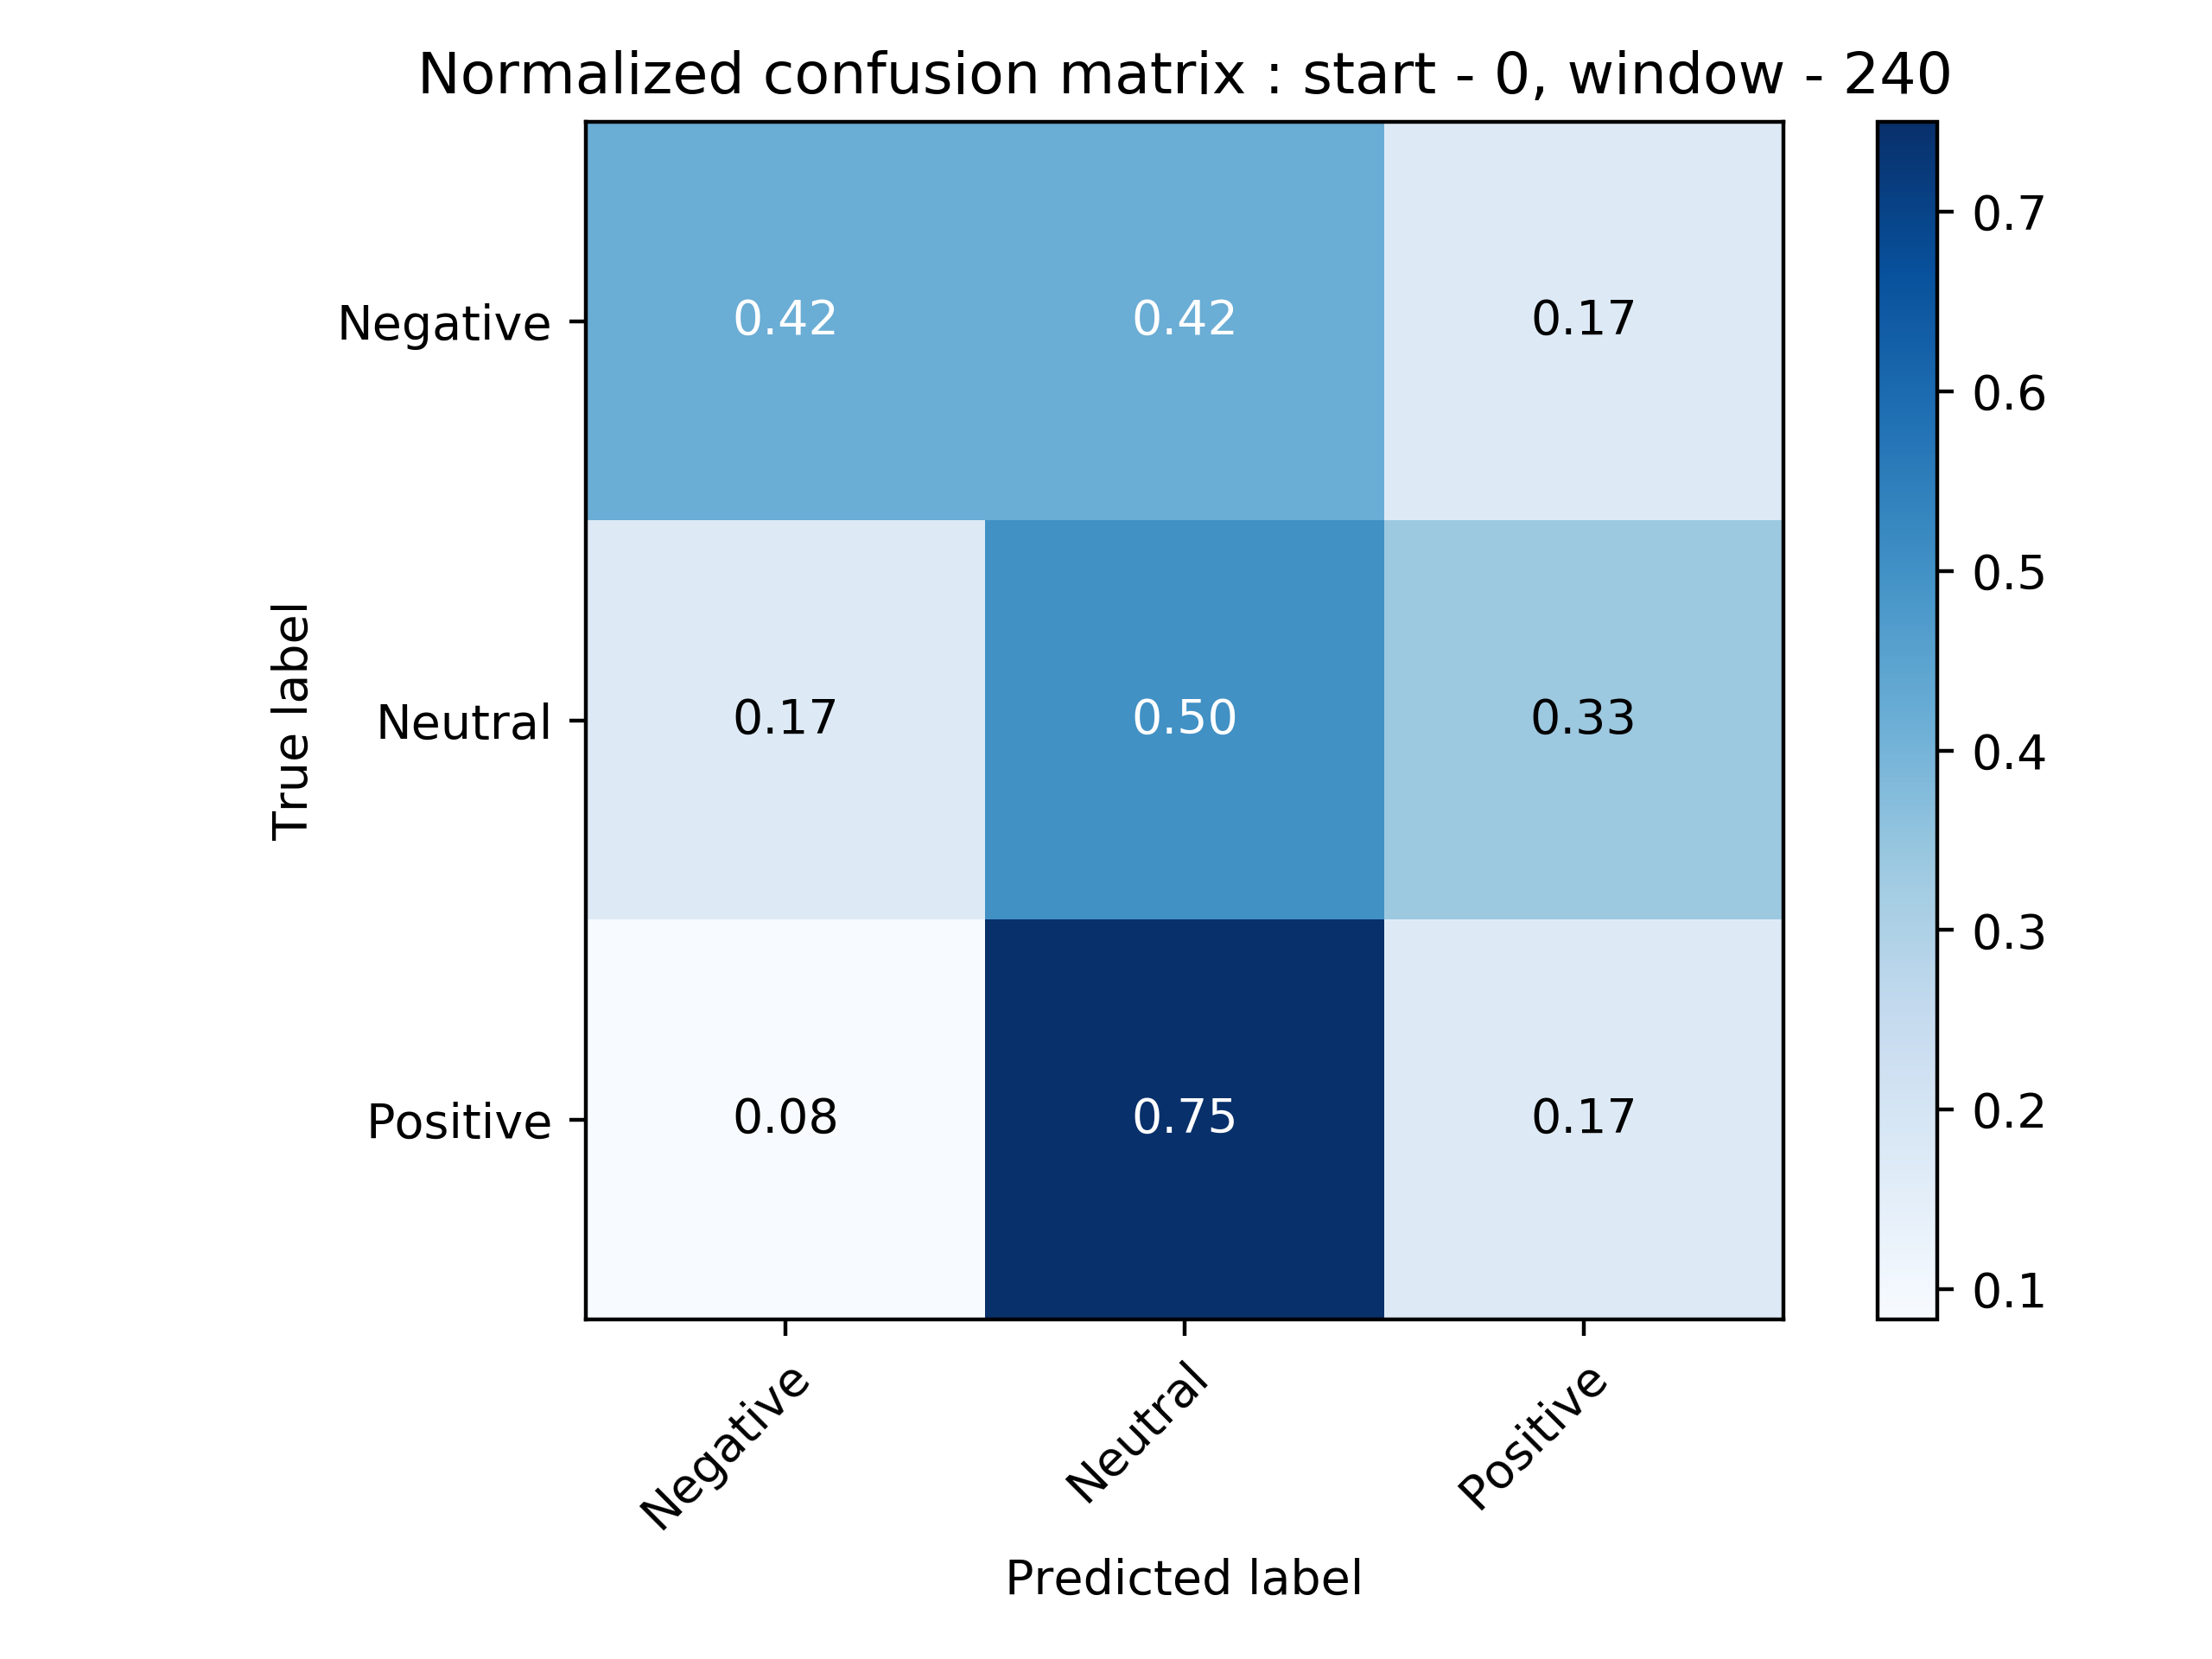 Normalized confusion matrix : start - 0, window - 240
Negative 0.42 0.42 0.17
Neutral 0.17 0.50 0.33
Positive 0.08 0.75 0.17
True label
Negative Neutral Positive
Predicted label
0.7
0.6
0.5
0.4
0.3
0.2
0.1